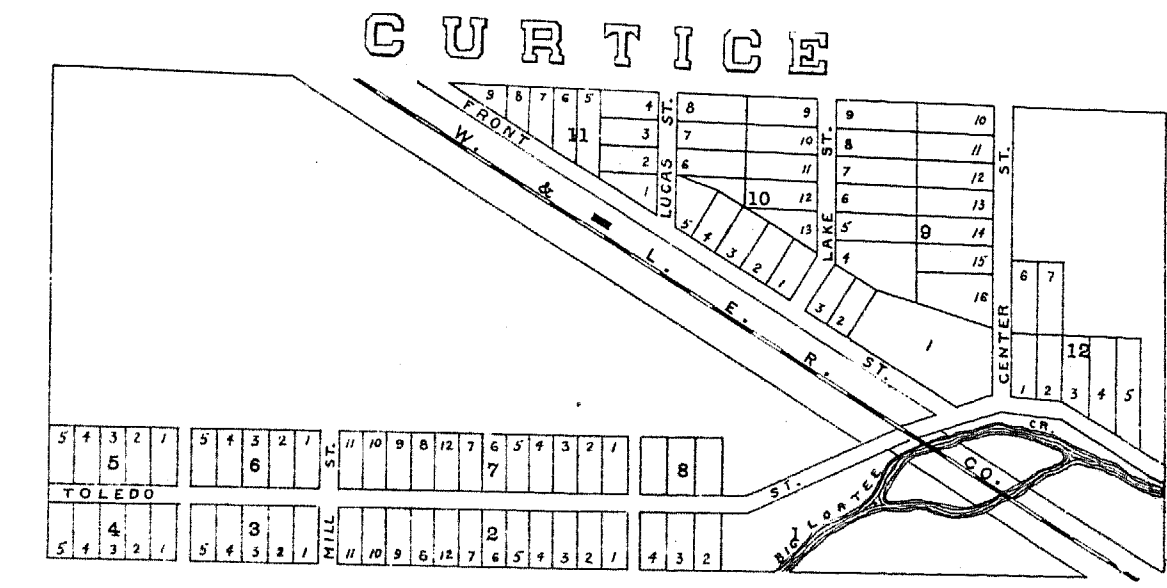 CURTICE
9 8 7 6 5 4
3
2
1
11
FRONT ST.
LUCAS ST.
8 9
7 10
6 11
10 12
13
5 4 3 2 1
LAKE ST.
9 10
8 11
7 12
6 13
5 9 14
4 15
16
3 2 1
CENTER ST.
6 7
12
1 2 3 4 5
W. & L. E. R. CO.
CR.
5 4 3 2 1
5
5 4 3 2 1
6
MILL ST.
11 10 9 8 12 7 6 5 4 3 2 1
7
8
TOLEDO ST.
4
5 4 3 2 1
3
5 4 3 2 1
2
11 10 9 8 12 7 6 5 4 3 2 1
4 3 2
1
BIG